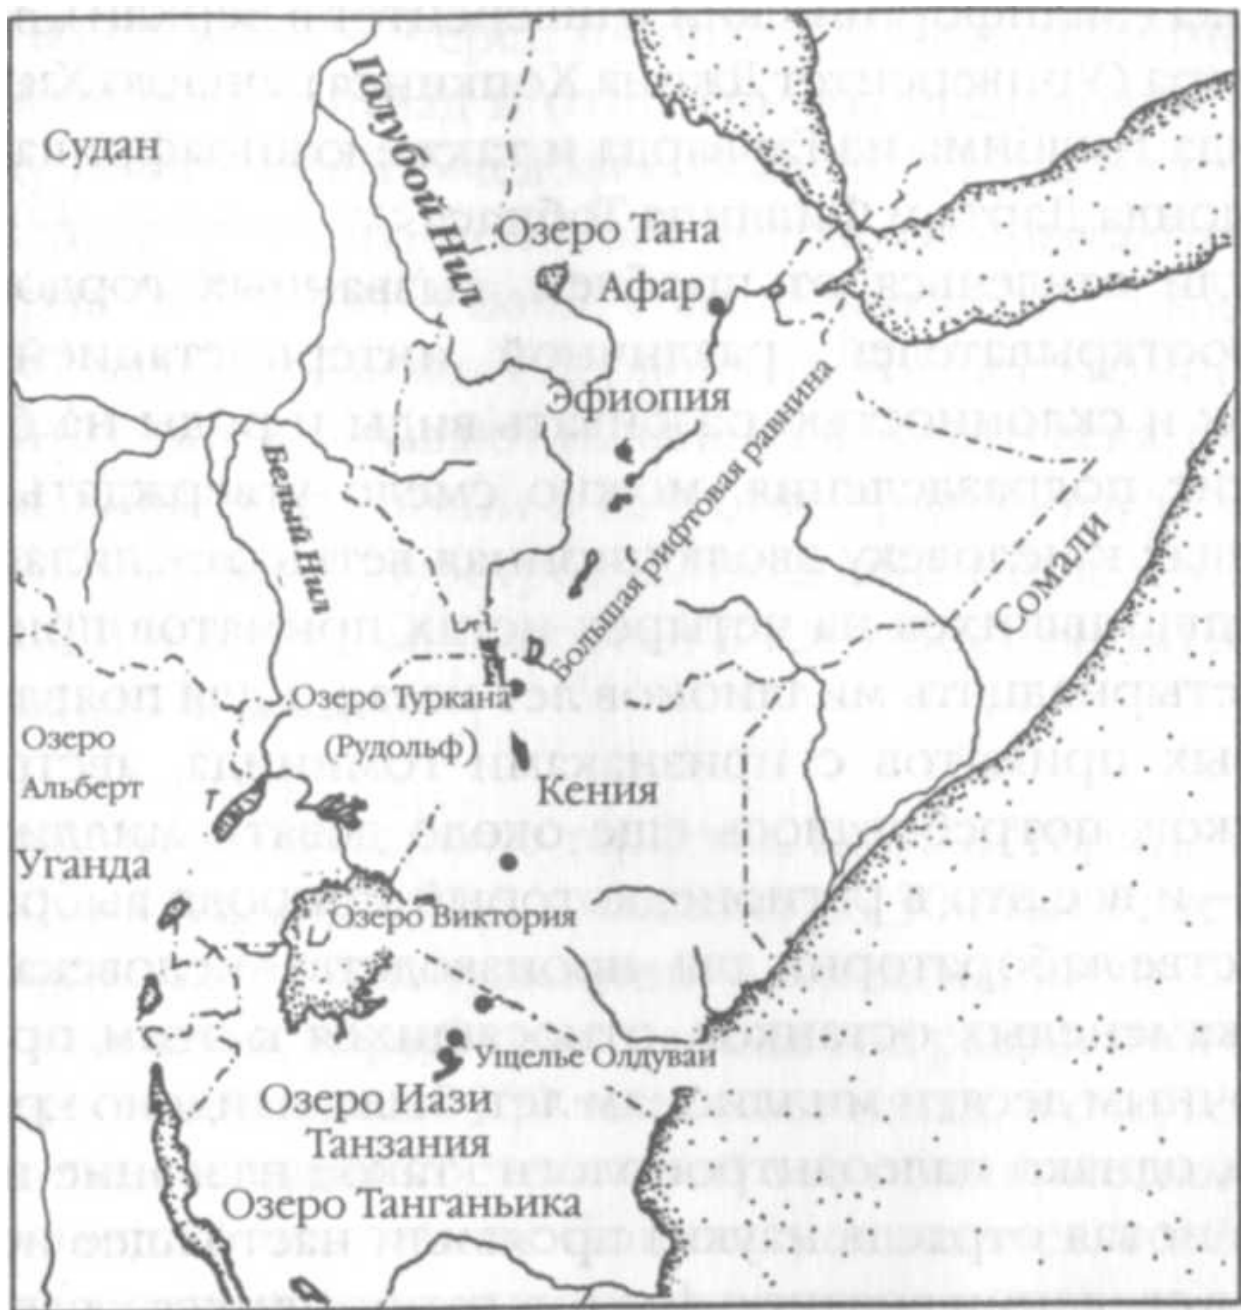 Судан
Голубой Нил
Озеро Тана
Афар
Эфиопия
Большая рифтовая равнина
Белый Нил
Сомали
Озеро Туркана
(Рудольф)
Озеро
Альберт
Кения
Уганда
Озеро Виктория
Ущелье Олдуваи
Озеро Иази
Танзания
Озеро Танганьика